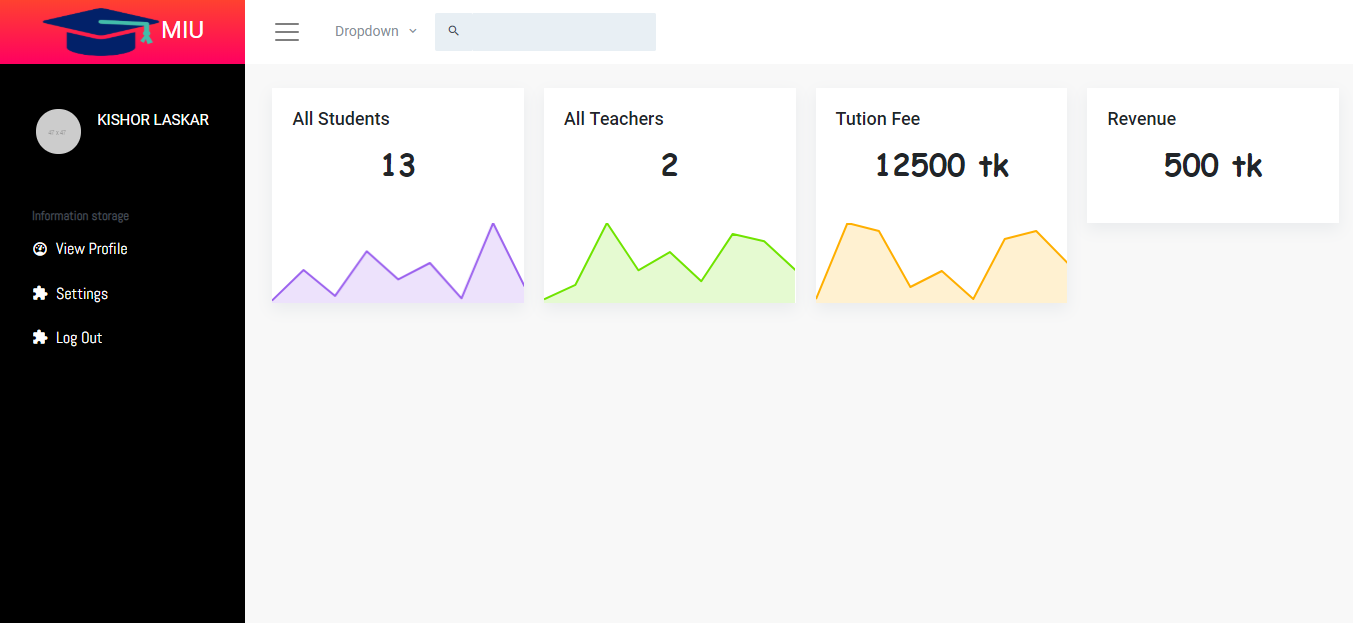 MIU
Dropdown
KISHOR LASKAR
47 x 47
Information storage
View Profile
Settings
Log Out
All Students
13
All Teachers
2
Tution Fee
12500 tk
Revenue
500 tk